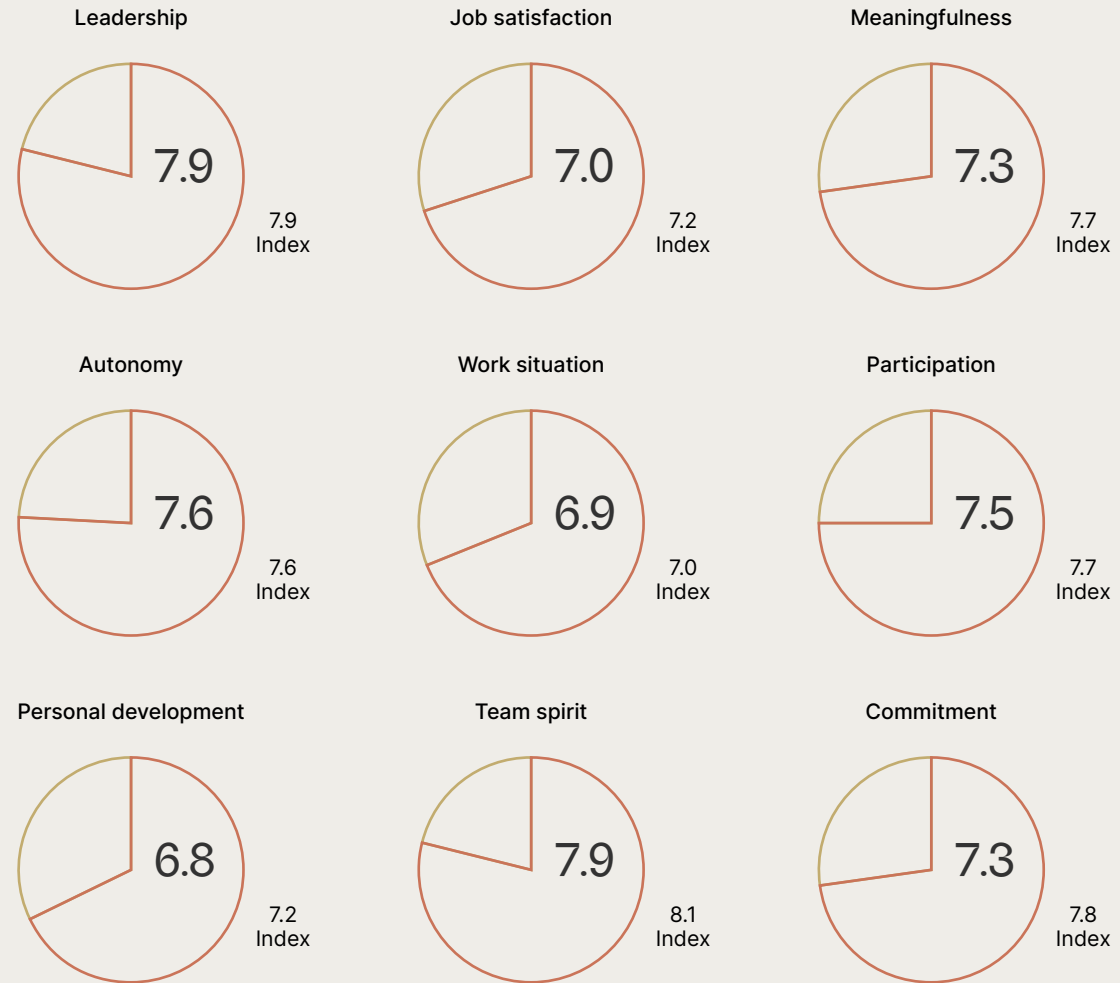 Leadership
7.9
7.9
Index
Job satisfaction
7.0
7.2
Index
Meaningfulness
7.3
7.7
Index
Autonomy
7.6
7.6
Index
Work situation
6.9
7.0
Index
Participation
7.5
7.7
Index
Personal development
6.8
7.2
Index
Team spirit
7.9
8.1
Index
Commitment
7.3
7.8
Index